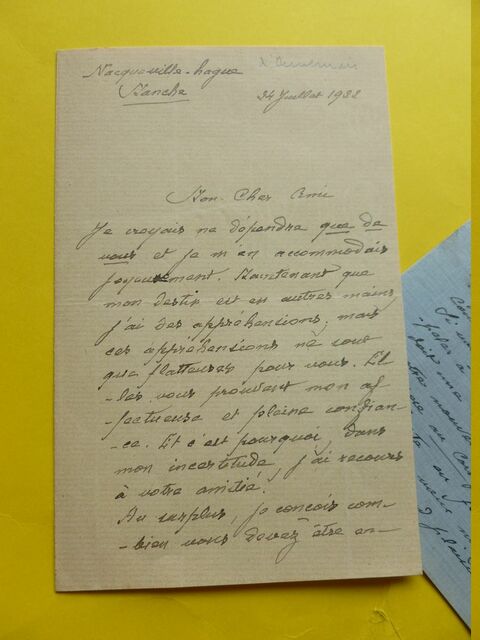 Nacqueville-hague
Manche
24 Juillet 1932
Mon Cher Ami
Je croyais ne dépendre que de
vous et je m'en accommodais
joyeusement. Maintenant que
mon destin est en autres mains,
j'ai des appréhensions; mais
ces appréhensions ne sont
que flatteuses pour vous. El
-les vous prouvent mon af
-fectueuse et pleine confian-
-ce. Et c'est pourquoi, dans
mon incertitude, j'ai recours
à votre amitié.
Au surplus, je conçois com-
-bien vous devez être en-